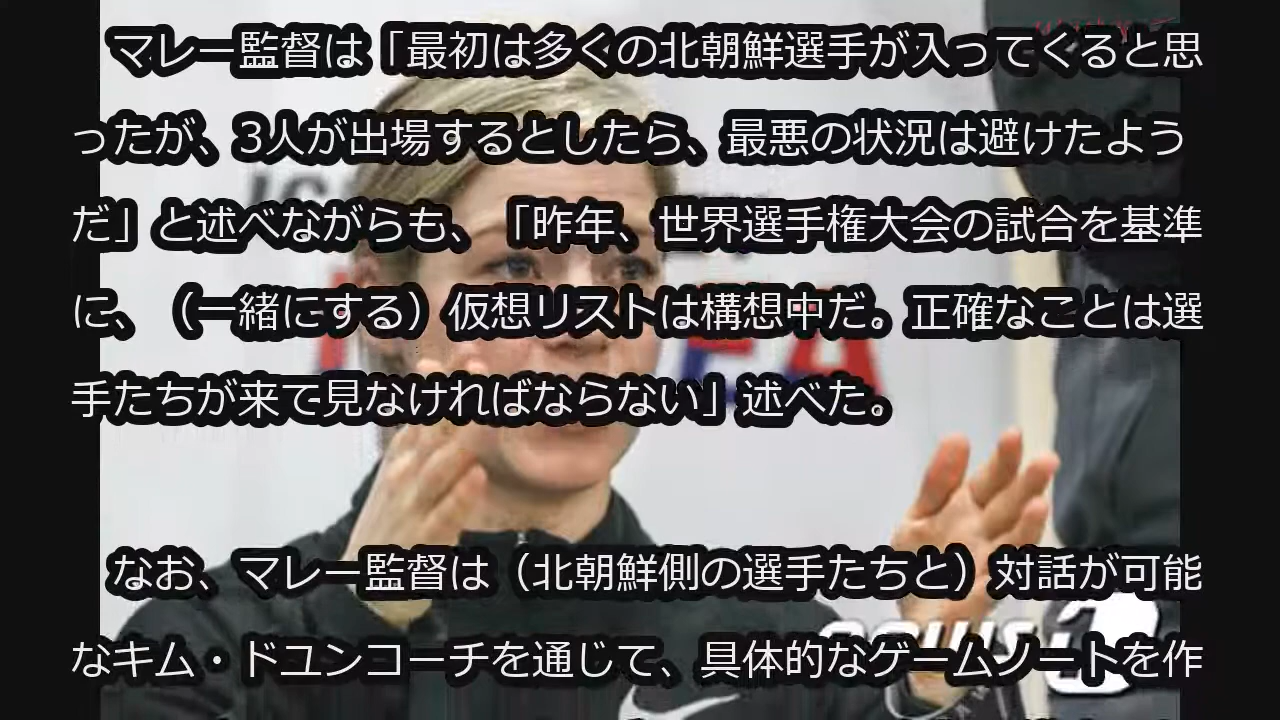 マレー監督は「最初は多くの北朝鮮選手が入ってくると思
ったが、3人が出場するとしたら、最悪の状況は避けたよう
だ」と述べながらも、「昨年、世界選手権大会の試合を基準
に、（一緒にする）仮想リストは構想中だ。正確なことは選
手たちが来て見なければならない」述べた。
なお、マレー監督は（北朝鮮側の選手たちと）対話が可能
なキム・ドユンコーチを通じて、具体的なゲームノートを作